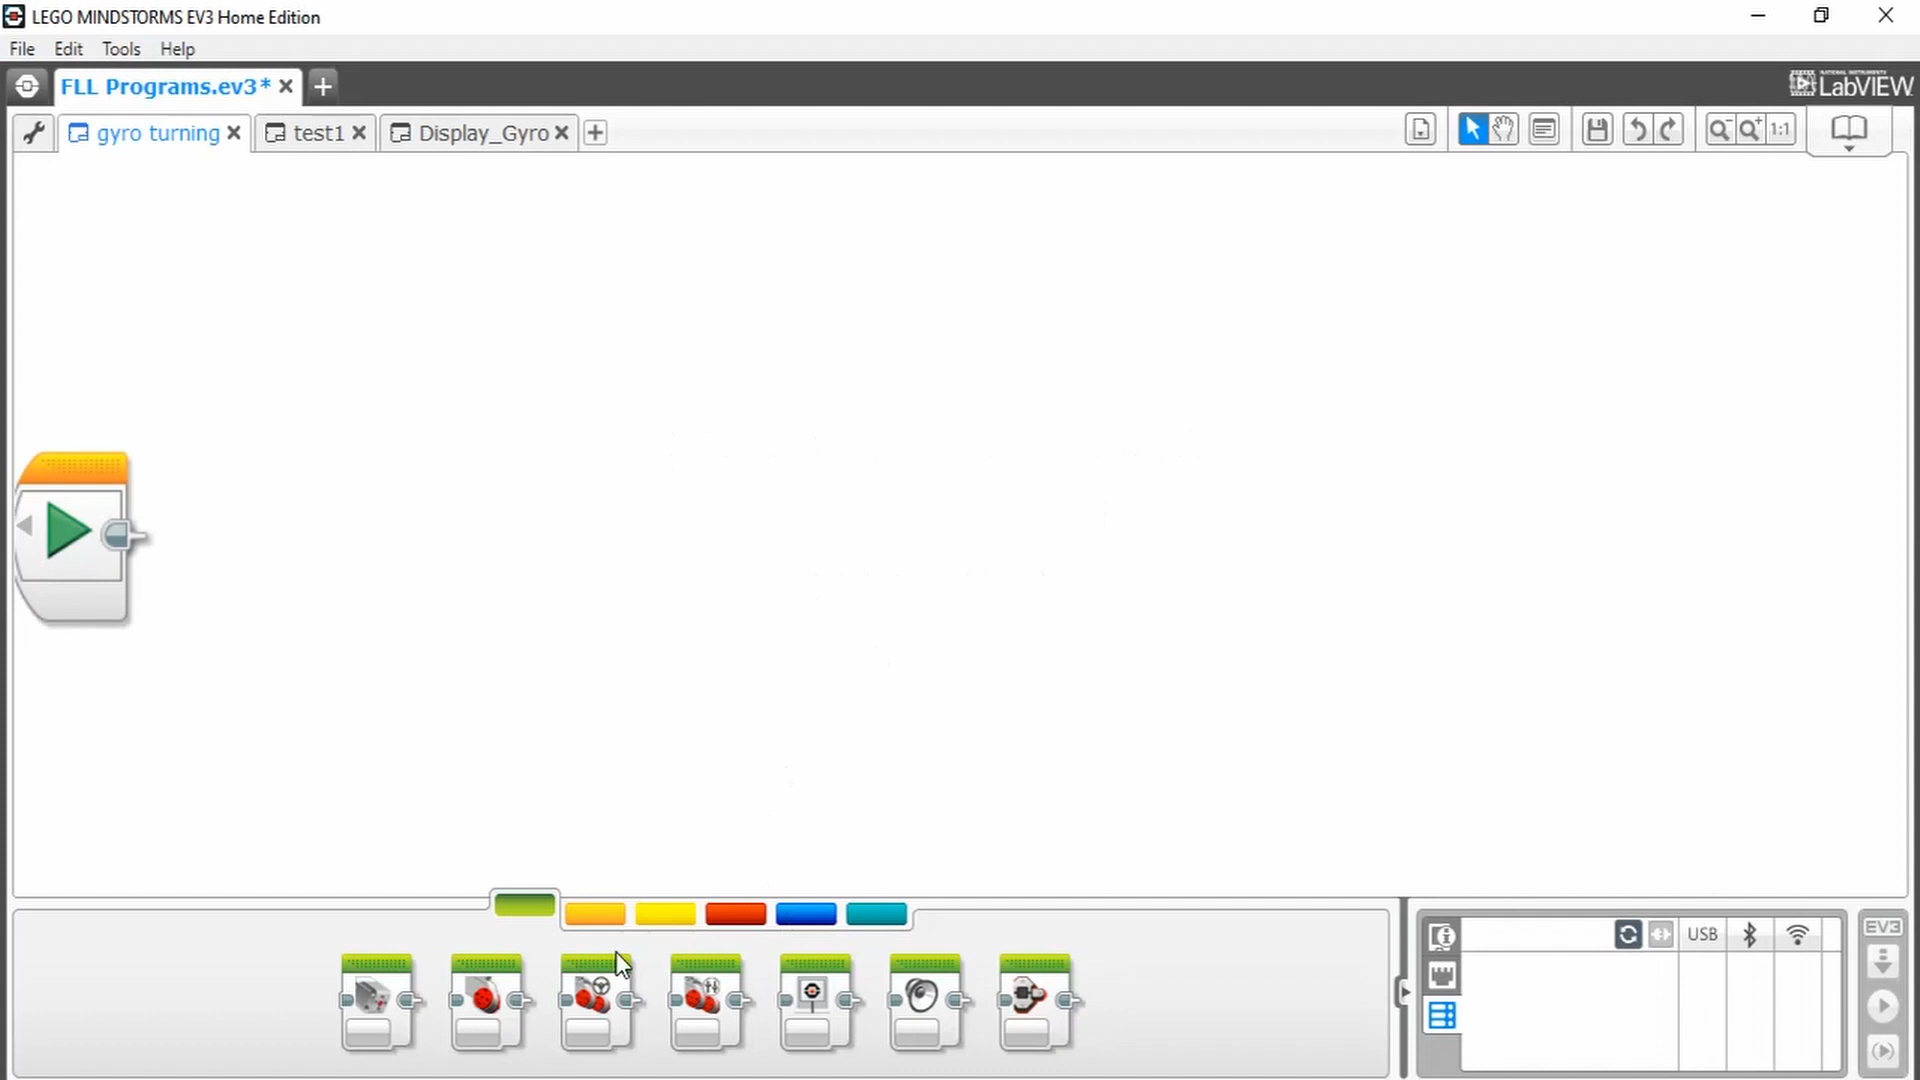 LEGO MINDSTORMS EV3 Home Edition
File Edit Tools Help
FLL Programs.ev3*
LabVIEW
gyro turning test1 Display_Gyro
1:1
USB
EV3